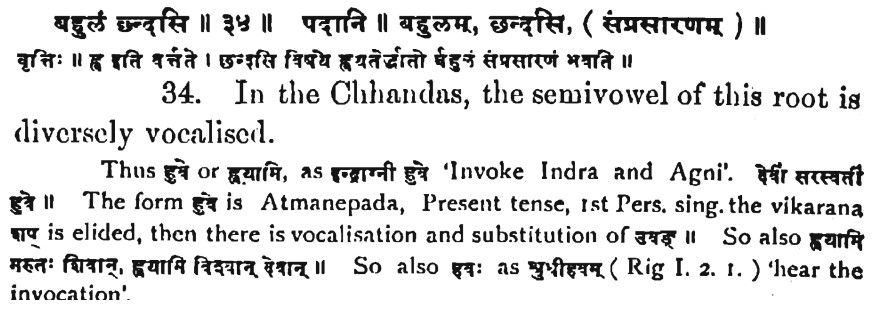 बहुलं छन्दसि ॥ ३४ ॥ पदानि ॥ बहुलम्, छन्दसि, ( संप्रसारणम् ) ॥
वृत्तिः ॥ ह्व इति वर्त्तते । छन्दसि विषये ह्वयतेर्द्धातो र्बहुलं संप्रसारणं भवति ॥
34. In the Chhandas, the semivowel of this root is
diversely vocalised.
Thus हुवे or ह्वयामि, as इन्द्राग्नी हुवे 'Invoke Indra and Agni'. देवीं सरस्वतीं
हुवे ॥ The form हुवे is Atmanepada, Present tense, 1st Pers. sing. the vikarana
शप् is elided, then there is vocalisation and substitution of उवङ् ॥ So also ह्वयामि
मरुतः शिवान्, ह्वयामि विश्वान् देवान् ॥ So also हवः as श्रुधीहवम् ( Rig I. 2. 1. ) 'hear the
invocation'.